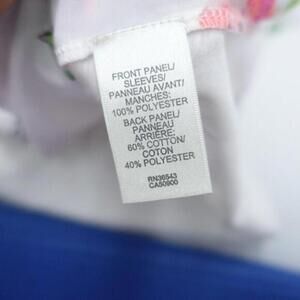 FRONT PANEL/
SLEEVES/
PANNEAU AVANT/
MANCHES:
100% POLYESTER
BACK PANEL/
PANNEAU
ARRIÈRE:
60% COTTON/
COTON
40% POLYESTER
RN36543
CA50900